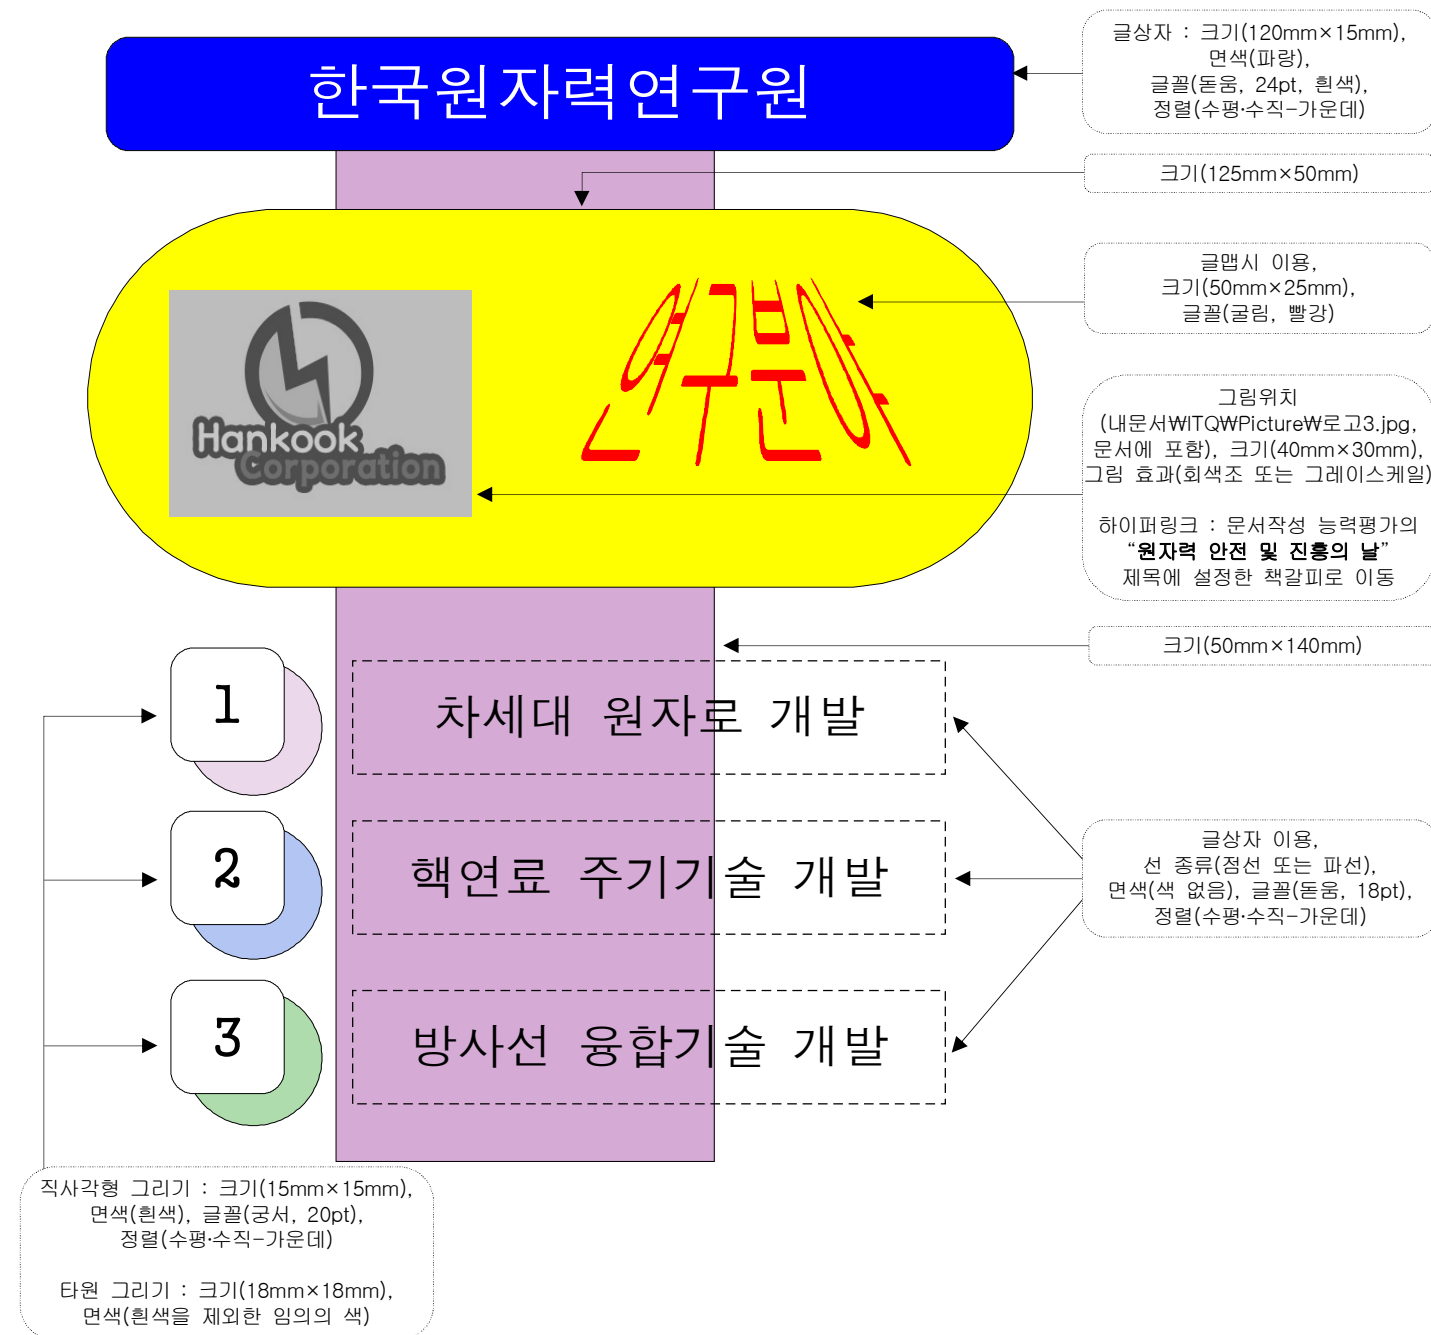 한국원자력연구원
글상자 : 크기(120mm×15mm),
면색(파랑),
글꼴(돋움, 24pt, 흰색),
정렬(수평·수직-가운데)
크기(125mm×50mm)
연구분야
글맵시 이용,
크기(50mm×25mm),
글꼴(굴림, 빨강)
Hankook
Corporation
그림위치
(내문서₩ITQ₩Picture₩로고3.jpg,
문서에 포함), 크기(40mm×30mm),
그림 효과(회색조 또는 그레이스케일)
하이퍼링크 : 문서작성 능력평가의
“원자력 안전 및 진흥의 날”
제목에 설정한 책갈피로 이동
크기(50mm×140mm)
1
차세대 원자로 개발
2
핵연료 주기기술 개발
3
방사선 융합기술 개발
글상자 이용,
선 종류(점선 또는 파선),
면색(색 없음), 글꼴(돋움, 18pt),
정렬(수평·수직-가운데)
직사각형 그리기 : 크기(15mm×15mm),
면색(흰색), 글꼴(궁서, 20pt),
정렬(수평·수직-가운데)
타원 그리기 : 크기(18mm×18mm),
면색(흰색을 제외한 임의의 색)